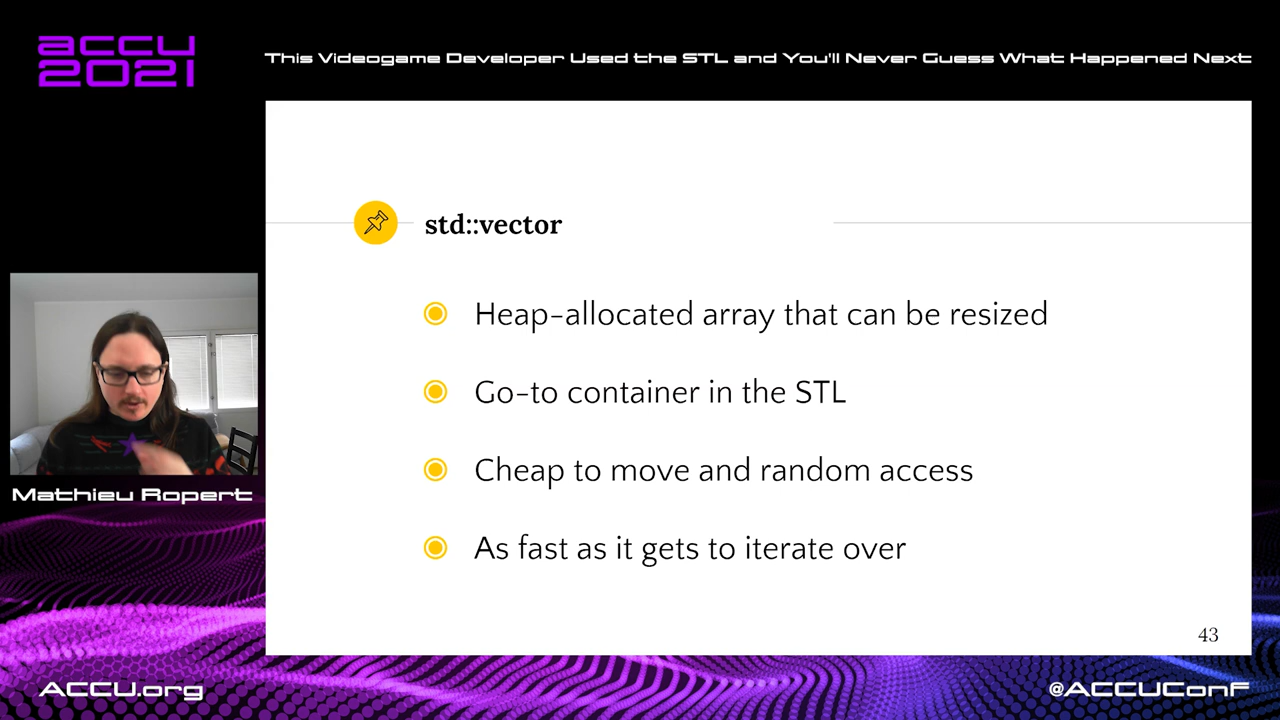 accu
2021
This Videogame Developer Used the STL and You'll Never Guess What Happened Next
std::vector
Heap-allocated array that can be resized
Go-to container in the STL
Cheap to move and random access
As fast as it gets to iterate over
43
Mathieu Ropert
ACCU.org
@ACCUConf